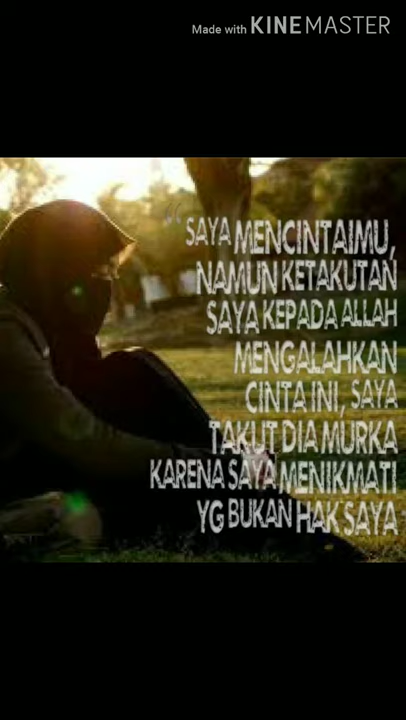 Made with KINEMASTER
“SAYA MENCINTAIMU,
NAMUN KETAKUTAN
SAYA KEPADA ALLAH
MENGALAHKAN
CINTA INI, SAYA
TAKUT DIA MURKA
KARENA SAYA MENIKMATI
YG BUKAN HAK SAYA